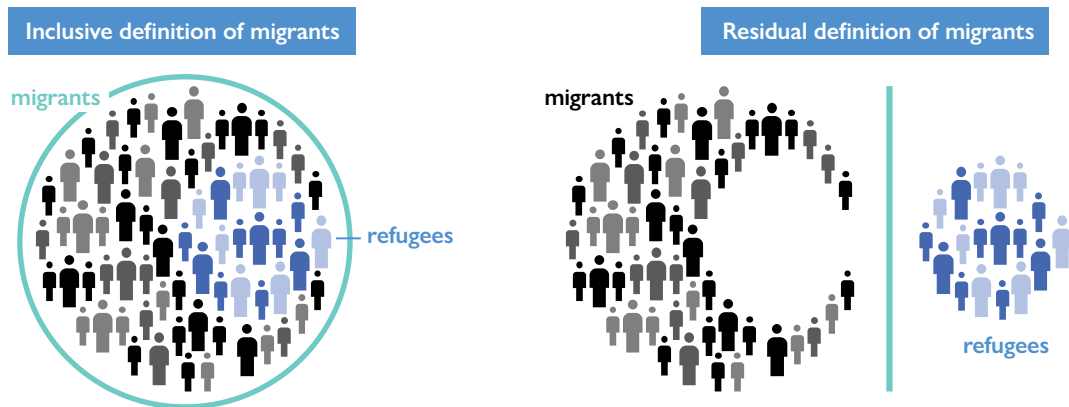 Inclusive definition of migrants
migrants
refugees
Residual definition of migrants
migrants
refugees